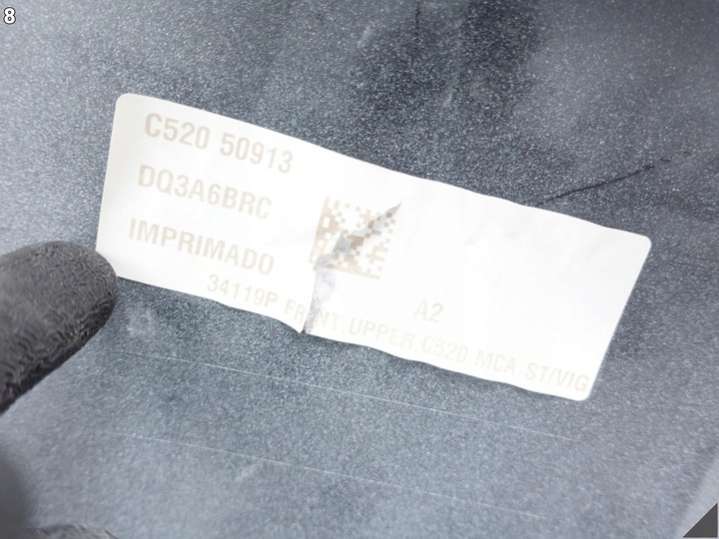 8
C520 50913
DQ3A6BRC
IMPRIMADO
A2
34119P FRONT UPPER C520 MCA ST/VIG